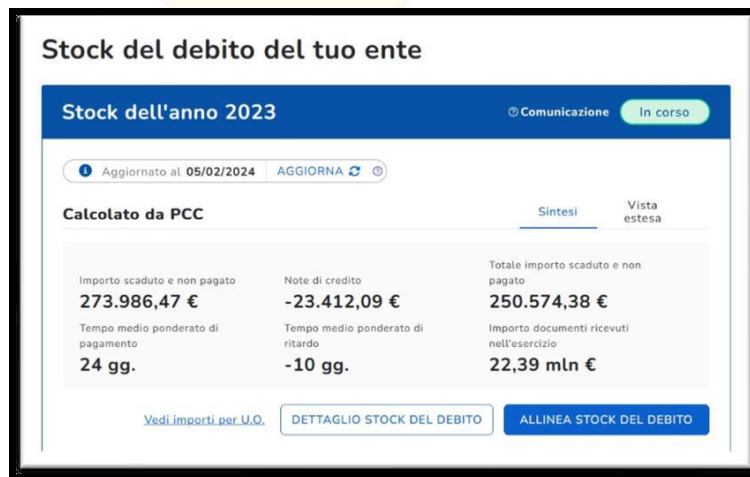 Stock del debito del tuo ente
Stock dell'anno 2023
Comunicazione
In corso
Aggiornato al 05/02/2024
AGGIORNA
Calcolato da PCC
Sintesi
Vista
estesa
Importo scaduto e non pagato
273.986,47 €
Note di credito
-23.412,09 €
Totale importo scaduto e non
pagato
250.574,38 €
Tempo medio ponderato di
pagamento
24 gg.
Tempo medio ponderato di
ritardo
-10 gg.
Importo documenti ricevuti
nell'esercizio
22,39 mln €
Vedi importi per U.O.
DETTAGLIO STOCK DEL DEBITO
ALLINEA STOCK DEL DEBITO